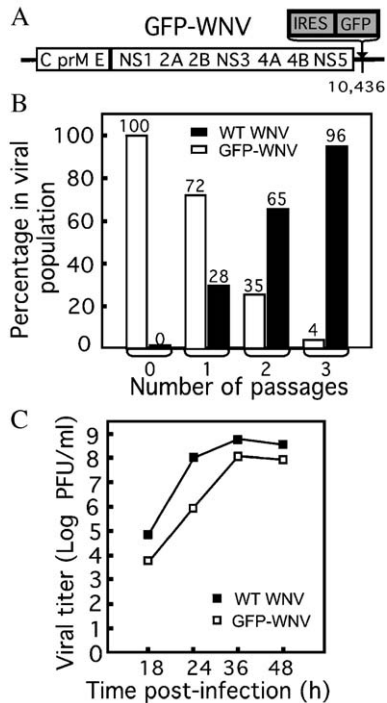 A
GFP-WNV
IRES GFP
C prM E NS1 2A 2B NS3 4A 4B NS5
10,436
B
Percentage in viral
population
100
80
60
40
20
0
WT WNV
GFP-WNV
100
0
72
28
35
65
4
96
0 1 2 3
Number of passages
C
Viral titer (Log PFU/ml)
9
8
7
6
5
4
3
2
1
0
WT WNV
GFP-WNV
18 24 36 48
Time post-infection (h)